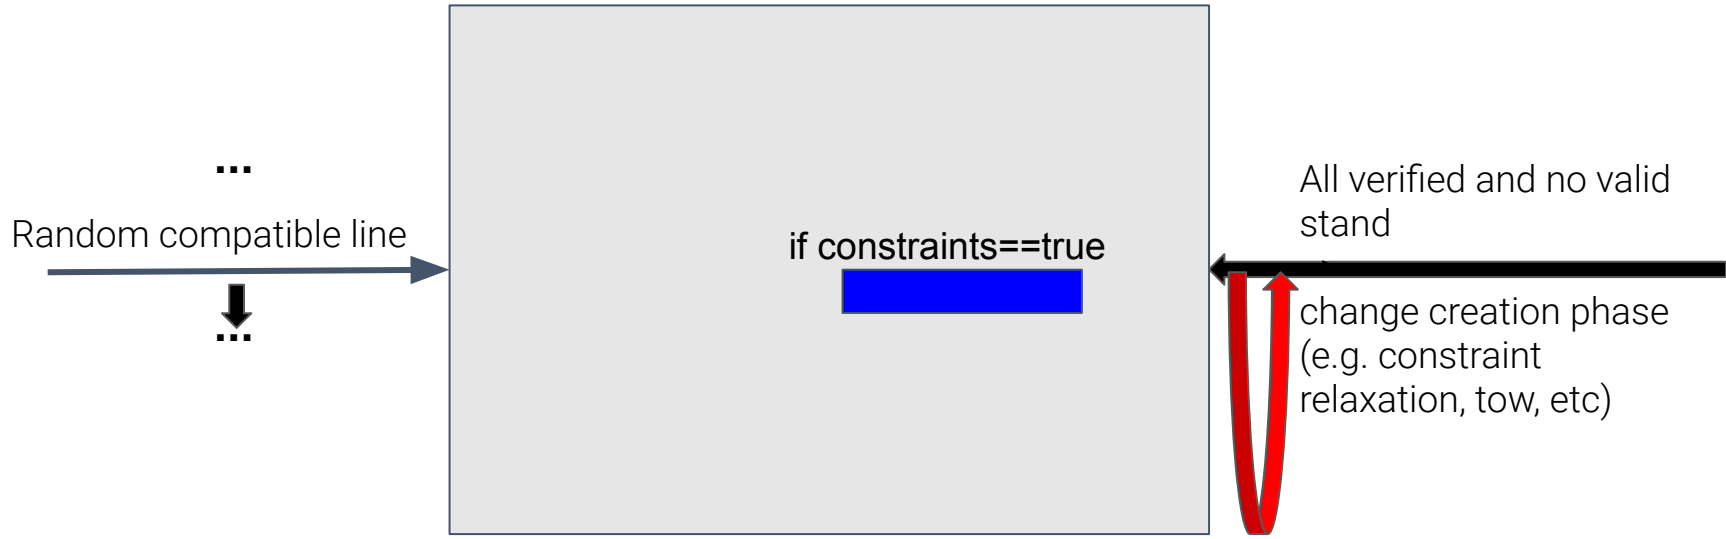 ...
Random compatible line
...
if constraints==true
All verified and no valid
stand
change creation phase
(e.g. constraint
relaxation, tow, etc)